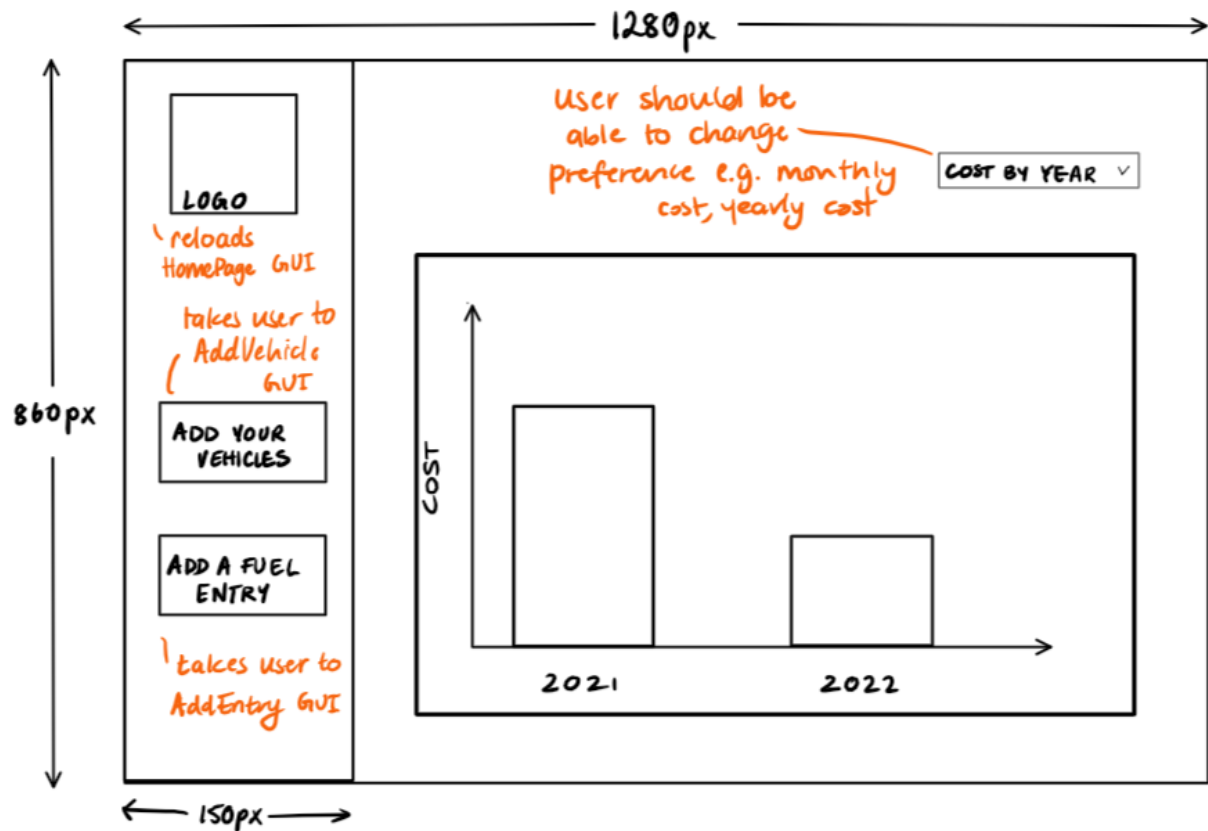 1280px
860px
LOGO
reloads
HomePage GUI
takes user to
AddVehicle
GUI
ADD YOUR
VEHICLES
ADD A FUEL
ENTRY
takes user to
AddEntry GUI
150px
user should be
able to change
preference e.g. monthly
cost, yearly cost
COST BY YEAR
COST
2021
2022